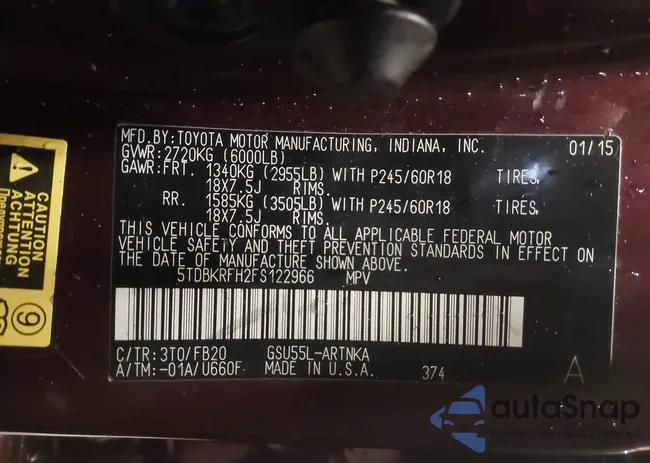 MFD.BY:TOYOTA MOTOR MANUFACTURING, INDIANA, INC. 01/15
GVWR:2720KG (6000LB)
GAWR:FRT. 1340KG (2955LB) WITH P245/60R18 TIRES,
18X7.5J RIMS.
RR. 1585KG (3505LB) WITH P245/60R18 TIRES,
18X7.5J RIMS.
THIS VEHICLE CONFORMS TO ALL APPLICABLE FEDERAL MOTOR
VEHICLE SAFETY AND THEFT PREVENTION STANDARDS IN EFFECT ON
THE DATE OF MANUFACTURE SHOWN ABOVE.
5TDBKRFH2FS122966 MPV
C/TR:3T0/FB20 GSU55L-ARTNKA
A/TM:-01A/U660F MADE IN U.S.A. 374 A
CAUTION
ATTENTION
ACHTUNG
9
autoSnap